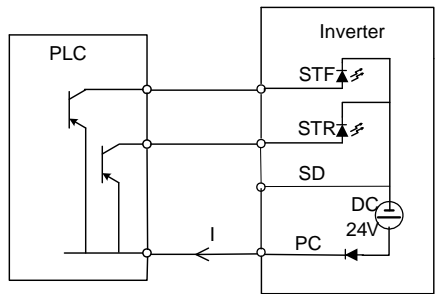 PLC
Inverter
STF
STR
SD
DC
24V
I
PC